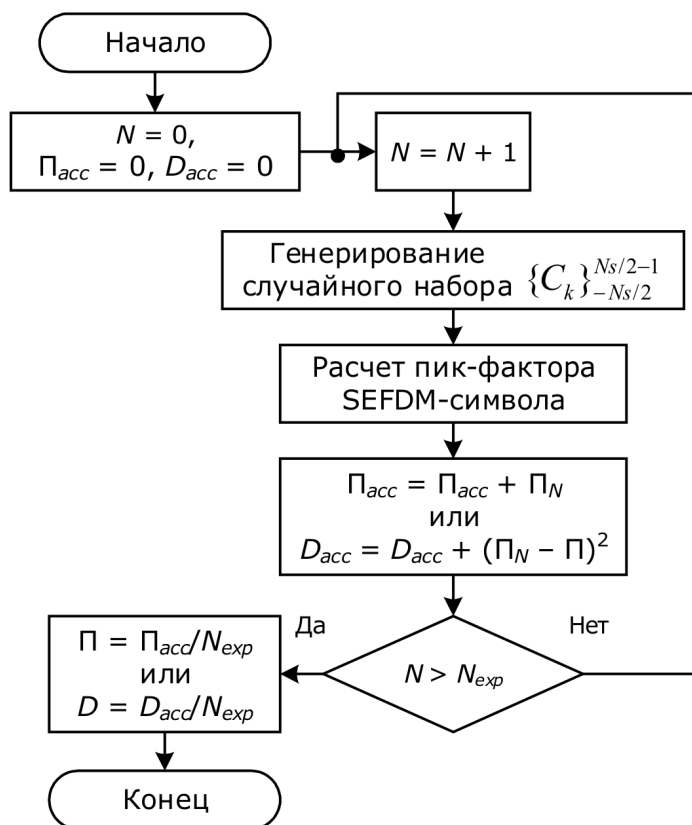 Начало
N = 0,
Пacc = 0, Dacc = 0
N = N + 1
Генерирование
случайного набора {C_k}_{-Ns/2}^{Ns/2–1}
Расчет пик-фактора
SEFDM-символа
Пacc = Пacc + ПN
или
Dacc = Dacc + (ПN – П)²
N > Nexp
Да
Нет
П = Пacc/Nexp
или
D = Dacc/Nexp
Конец